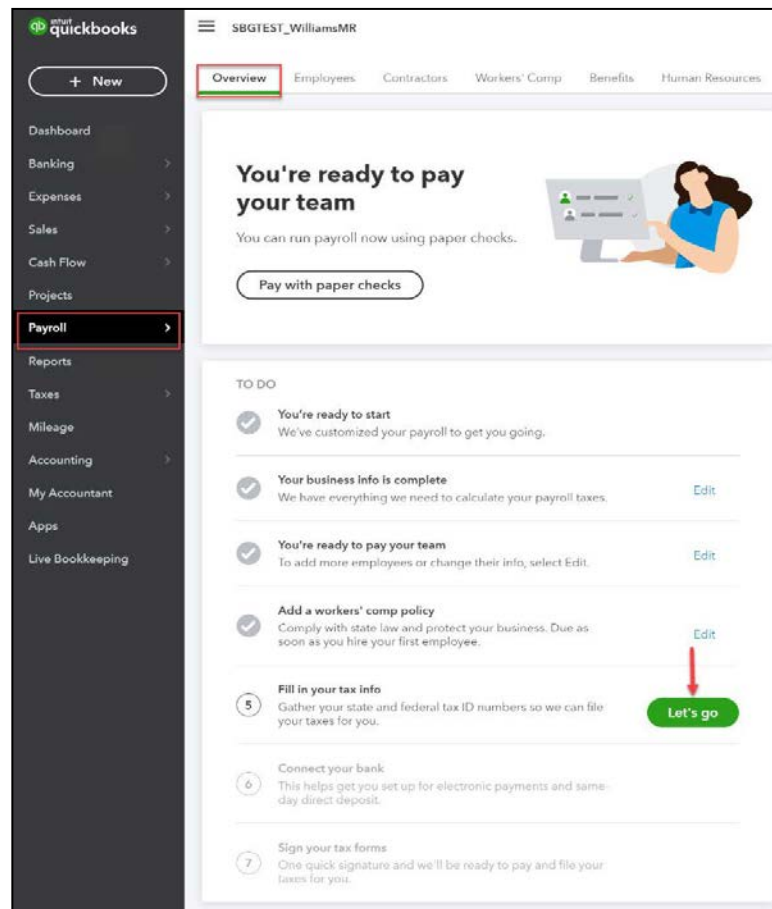 qb intuit quickbooks
SBGTEST_WilliamsMR
+ New
Overview Employees Contractors Workers' Comp Benefits Human Resources
Dashboard
Banking
Expenses
Sales
Cash Flow
Projects
Payroll
Reports
Taxes
Mileage
Accounting
My Accountant
Apps
Live Bookkeeping
You're ready to pay
your team
You can run payroll now using paper checks.
Pay with paper checks
TO DO
You're ready to start
We've customized your payroll to get you going.
Your business info is complete
We have everything we need to calculate your payroll taxes.
Edit
You're ready to pay your team
To add more employees or change their info, select Edit.
Edit
Add a workers' comp policy
Comply with state law and protect your business. Due as
soon as you hire your first employee.
Edit
5
Fill in your tax info
Gather your state and federal tax ID numbers so we can file
your taxes for you.
Let's go
6
Connect your bank
This helps get you set up for electronic payments and same-
day direct deposit.
7
Sign your tax forms
One quick signature and we'll be ready to pay and file your
taxes for you.